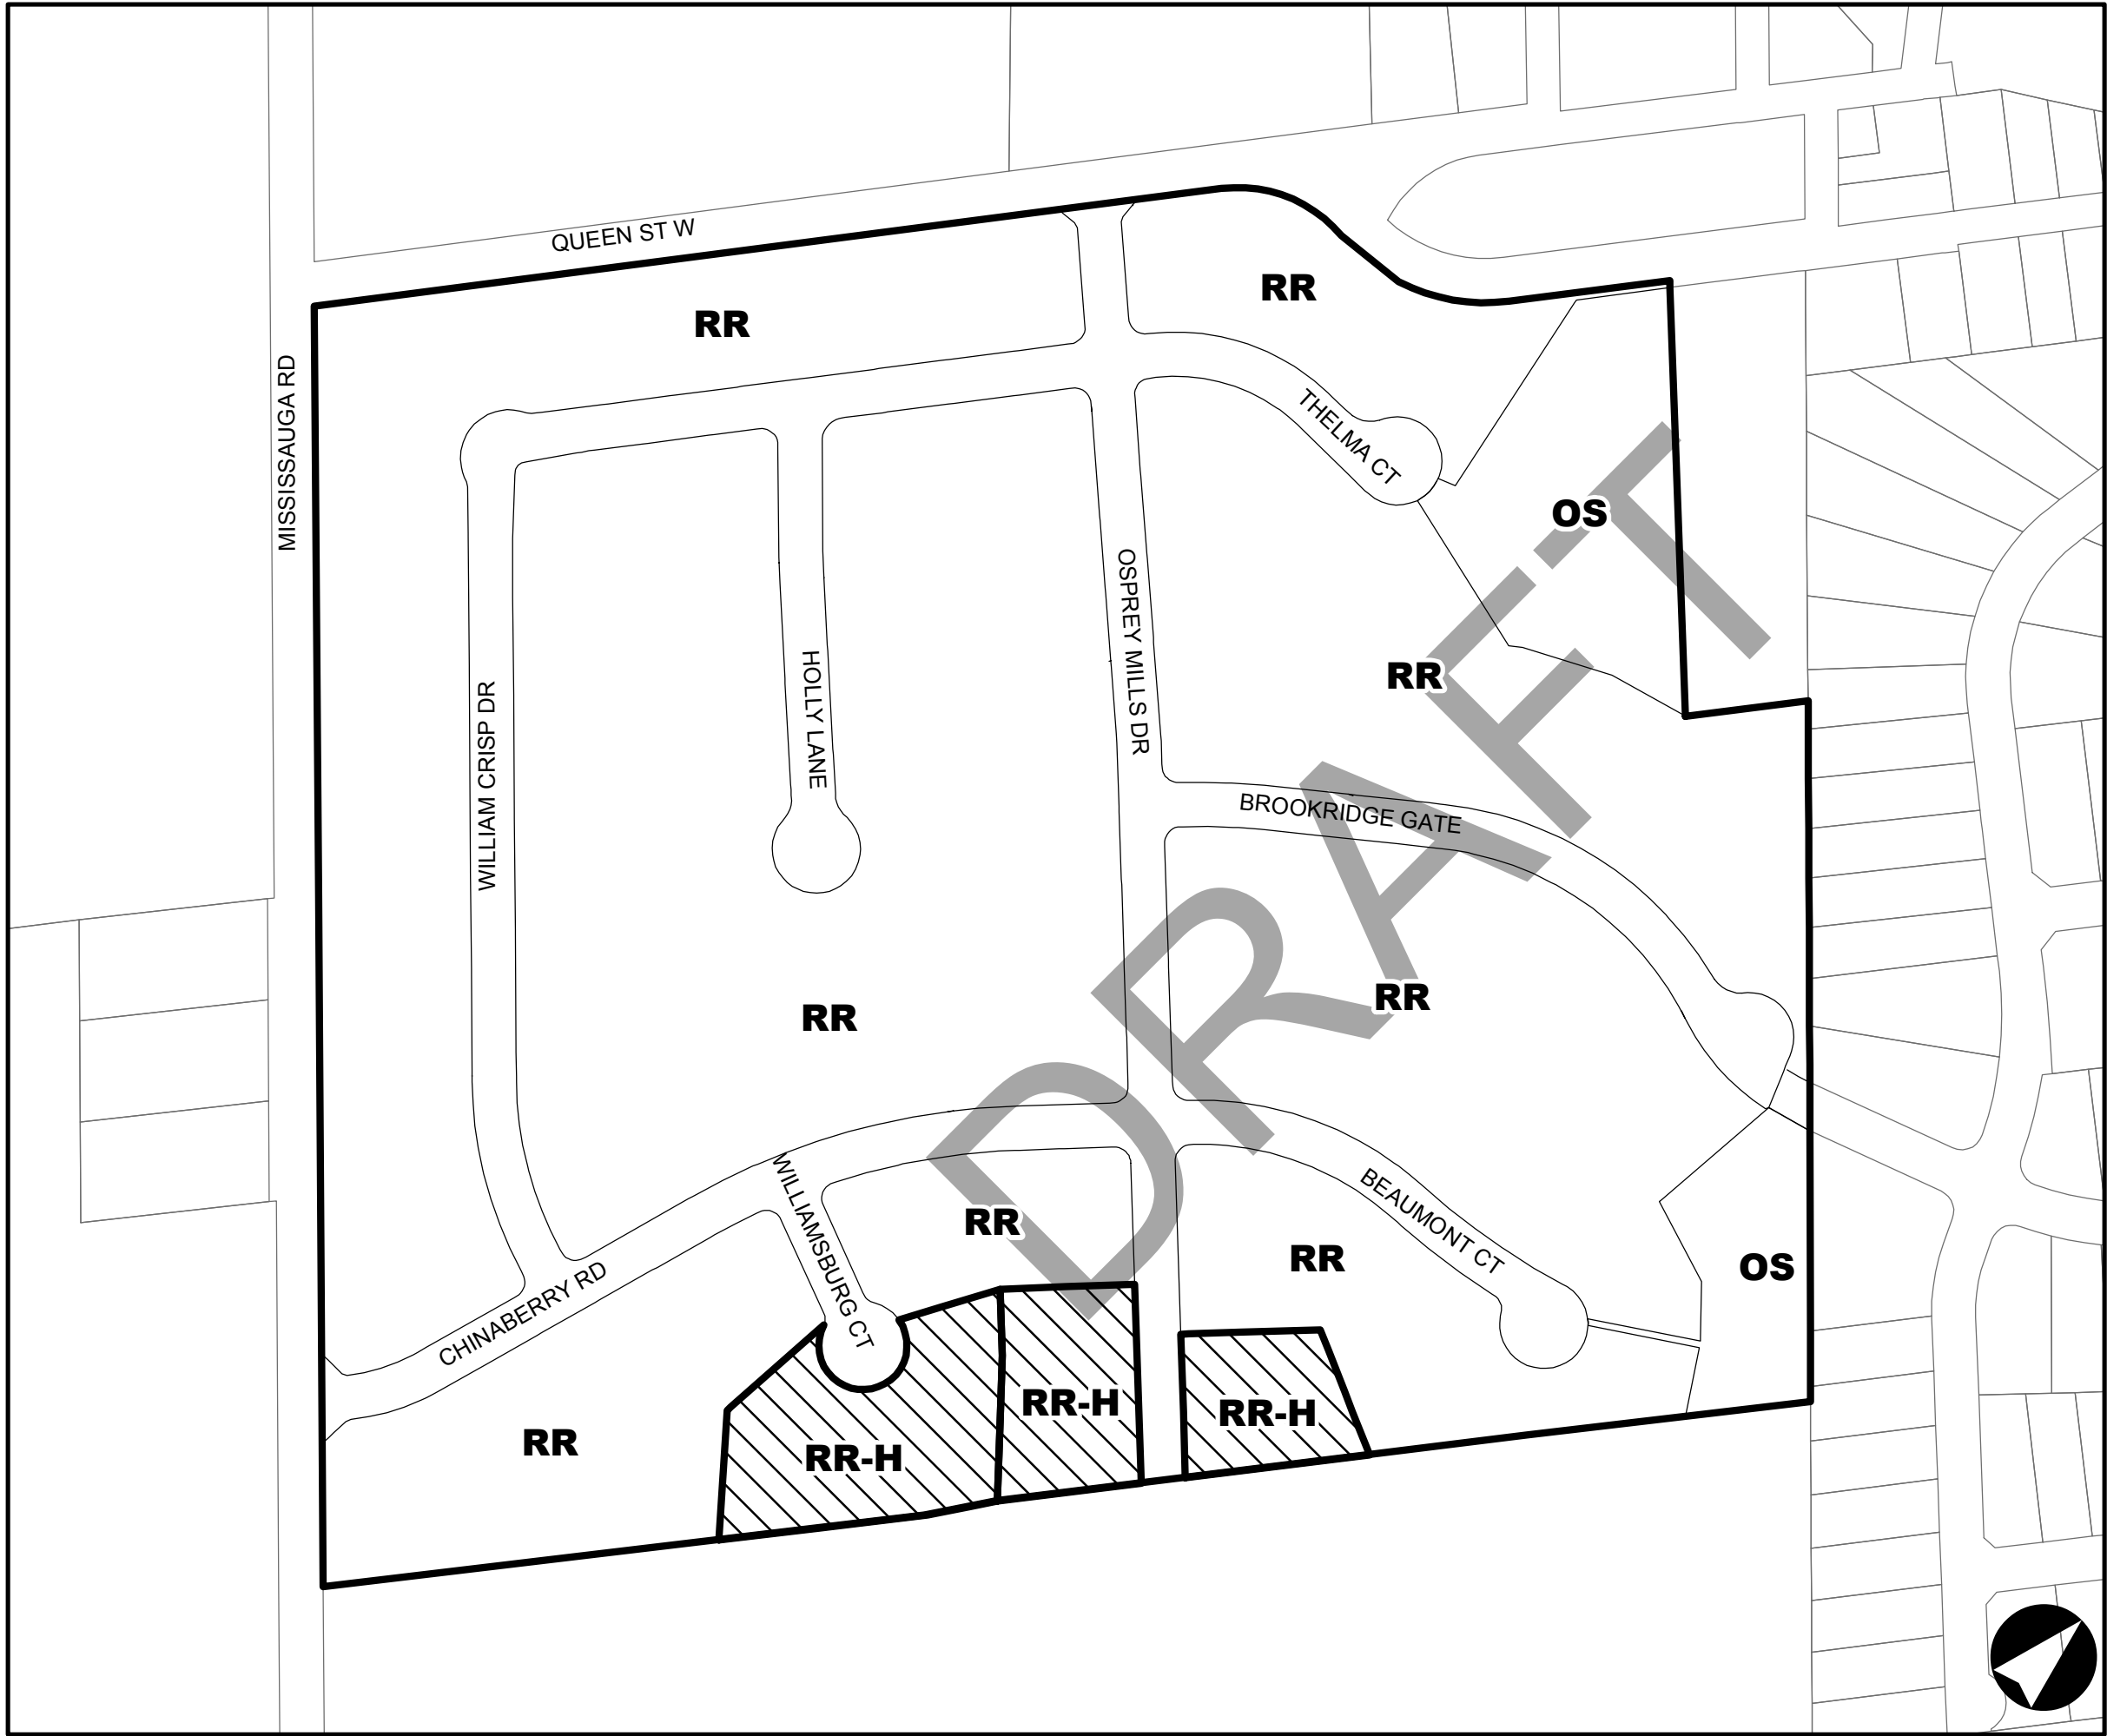 QUEEN ST W
RR
RR
MISSISSAUGA RD
THELMA CT
OS
OSPREY MILLS DR
HOLLY LANE
WILLIAM CRISP DR
RR
BROOKRIDGE GATE
DRAFT
RR
RR
WILLIAMSBURG CT
RR
BEAUMONT CT
RR
OS
CHINABERRY RD
RR-H
RR-H
RR
RR-H